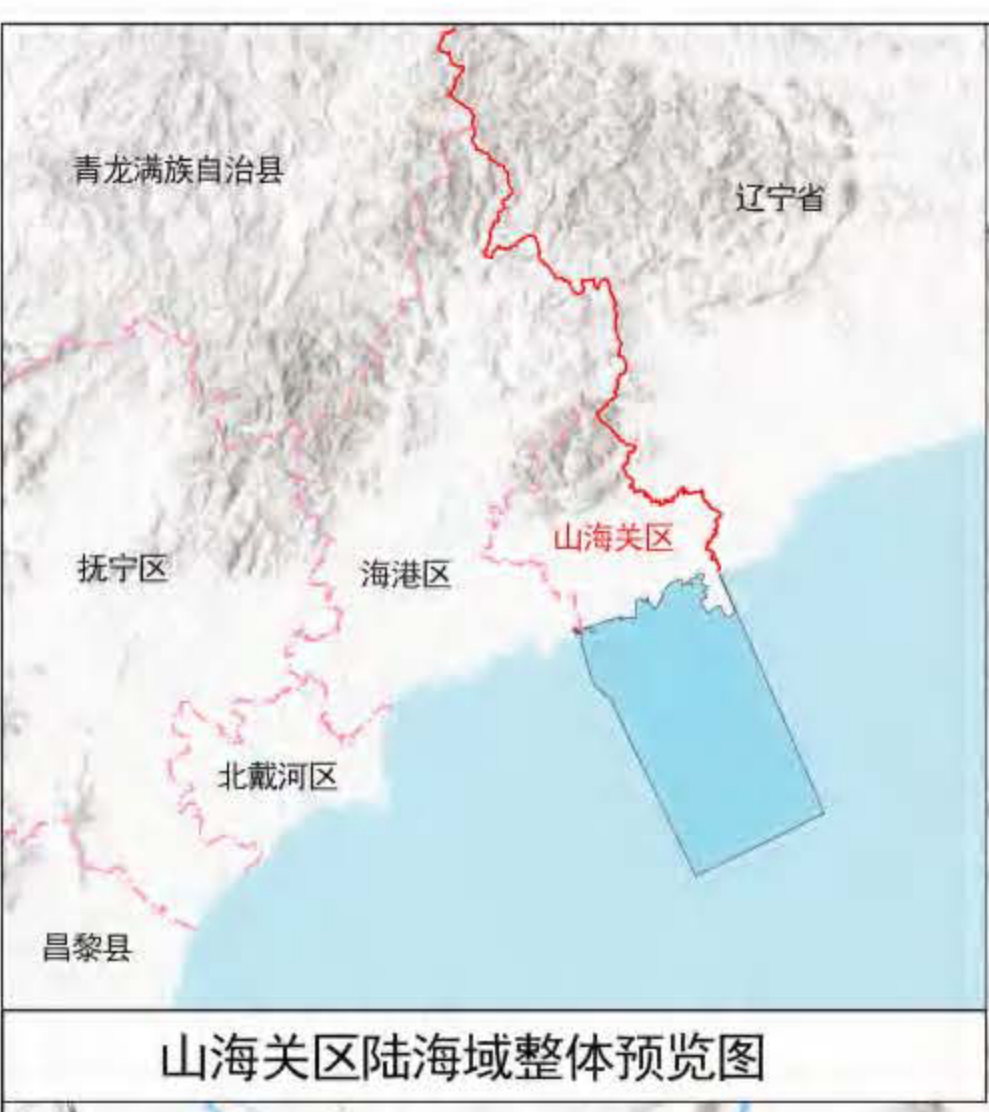 青龙满族自治县
辽宁省
山海关区
抚宁区
海港区
北戴河区
昌黎县
山海关区陆海域整体预览图